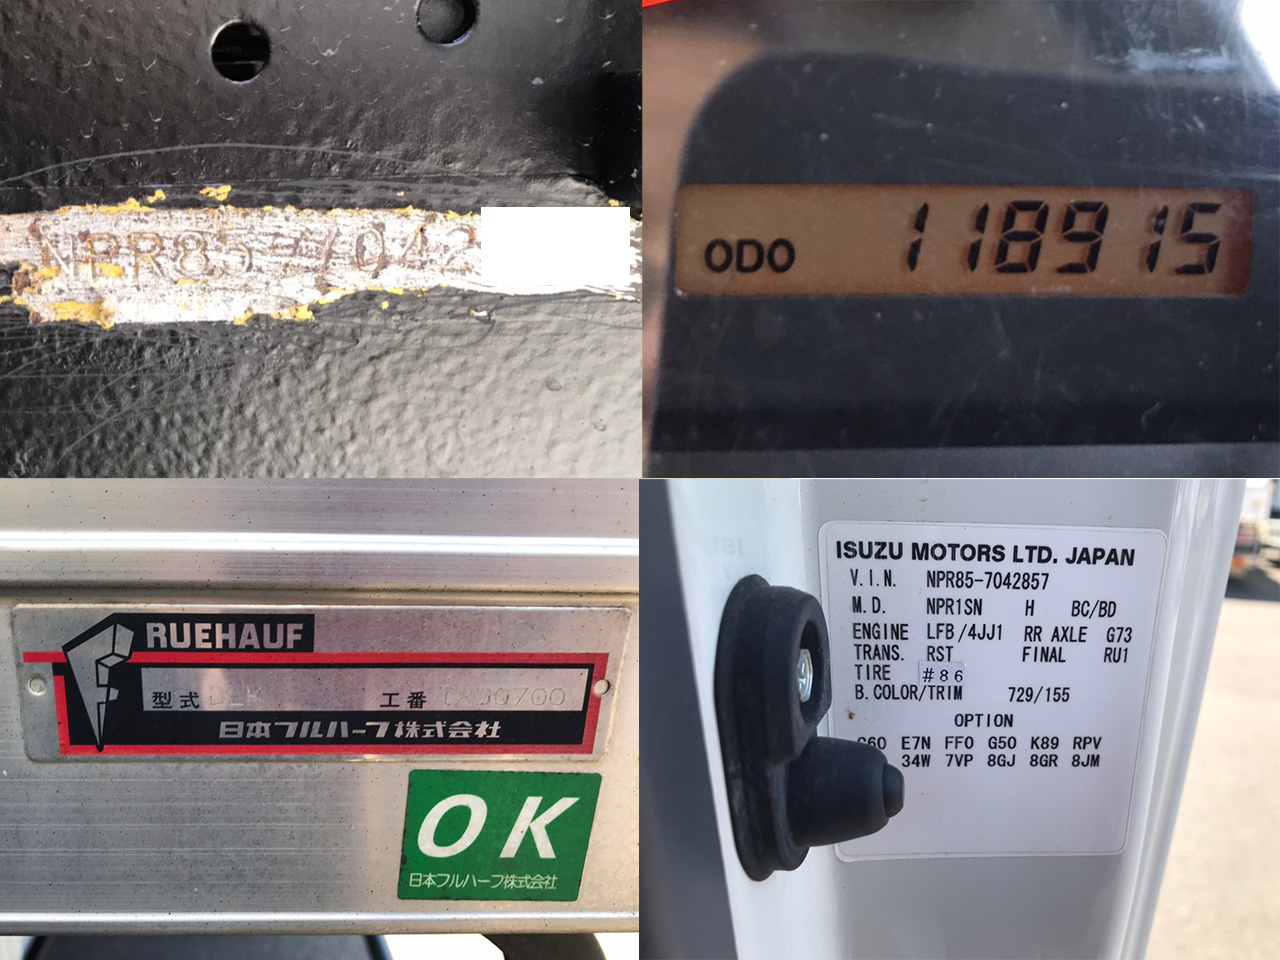 NPR85-7042
ODO 118915
RUEHAUF
型式
工番
日本フルハーフ株式会社
OK
日本フルハーフ株式会社
ISUZU MOTORS LTD. JAPAN
V.I.N. NPR85-7042857
M.D. NPR1SN H BC/BD
ENGINE LFB/4JJ1 RR AXLE G73
TRANS. RST FINAL RU1
TIRE #86
B.COLOR/TRIM 729/155
OPTION
E7N FF0 G50 K89 RPV
34W 7VP 8GJ 8GR 8JM